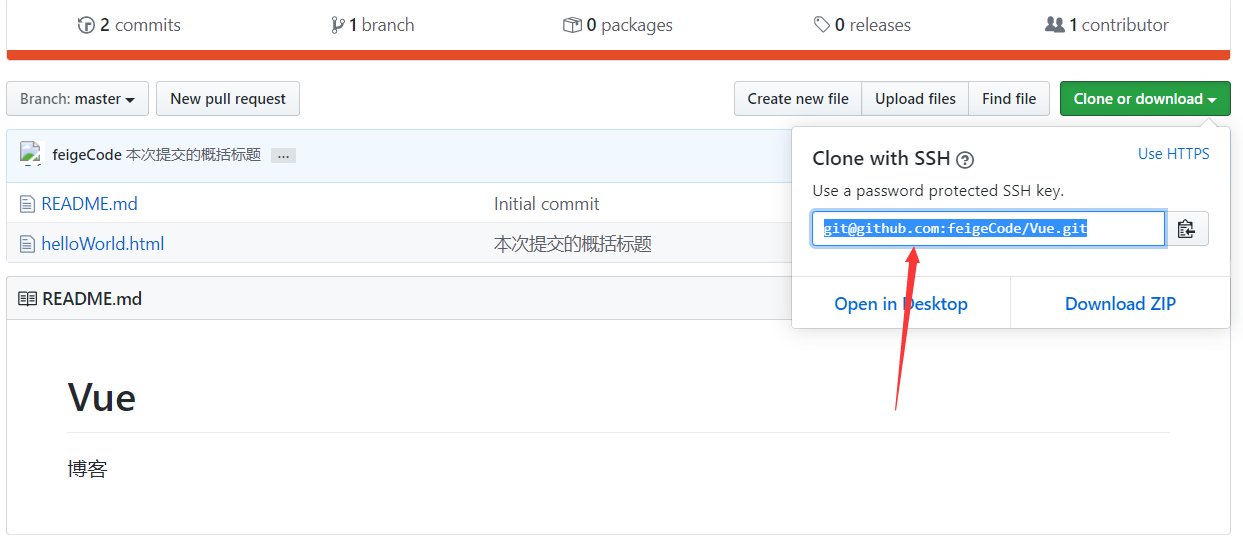 2 commits 1 branch 0 packages 0 releases 1 contributor
Branch: master New pull request Create new file Upload files Find file Clone or download
feigeCode 本次提交的概括标题 ...
Clone with SSH ? Use HTTPS
Use a password protected SSH key.
README.md Initial commit
git@github.com:feigeCode/Vue.git
helloWorld.html 本次提交的概括标题
README.md
Open in Desktop Download ZIP
Vue
博客